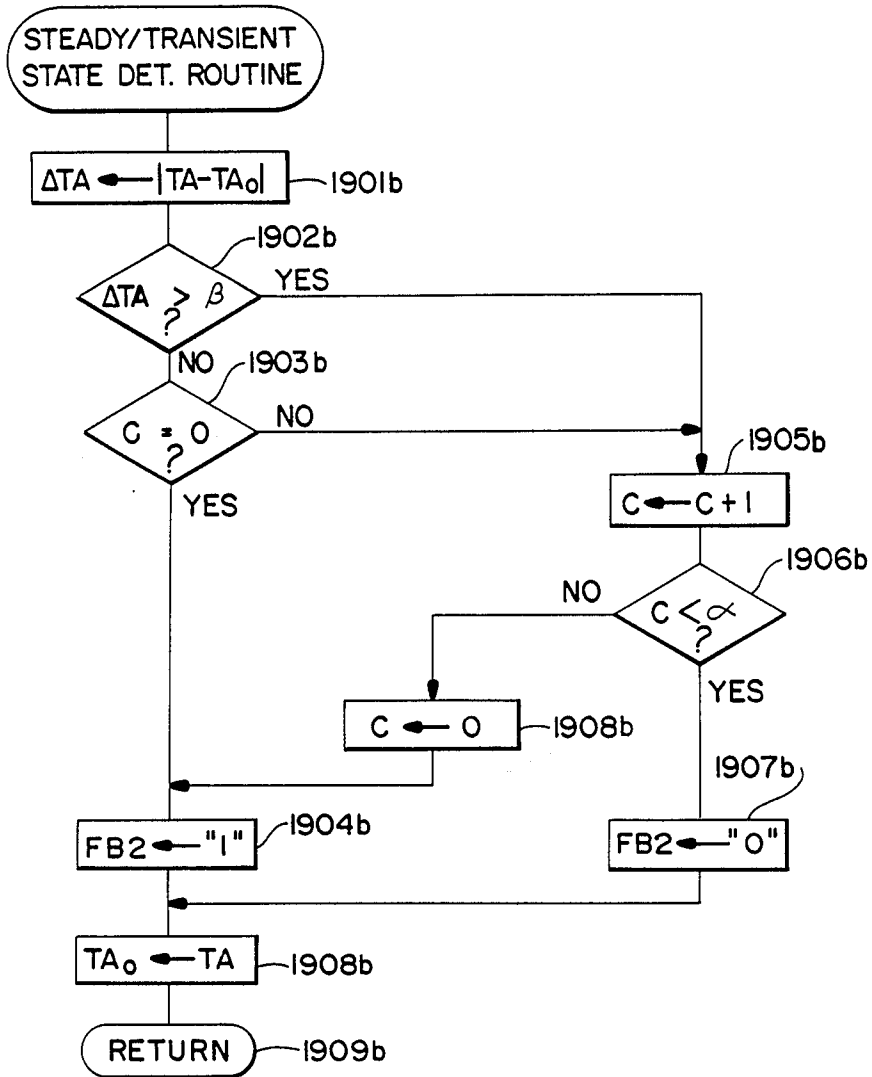 STEADY/TRANSIENT
STATE DET. ROUTINE
ΔTA ← |TA-TA₀|
1901b
1902b
ΔTA > β
?
YES
NO
1903b
C = 0
?
NO
YES
1905b
C ← C + 1
1906b
C < α
?
NO
YES
C ← 0
1908b
1907b
FB2 ← "1"
1904b
FB2 ← "0"
TA₀ ← TA
1908b
RETURN
1909b